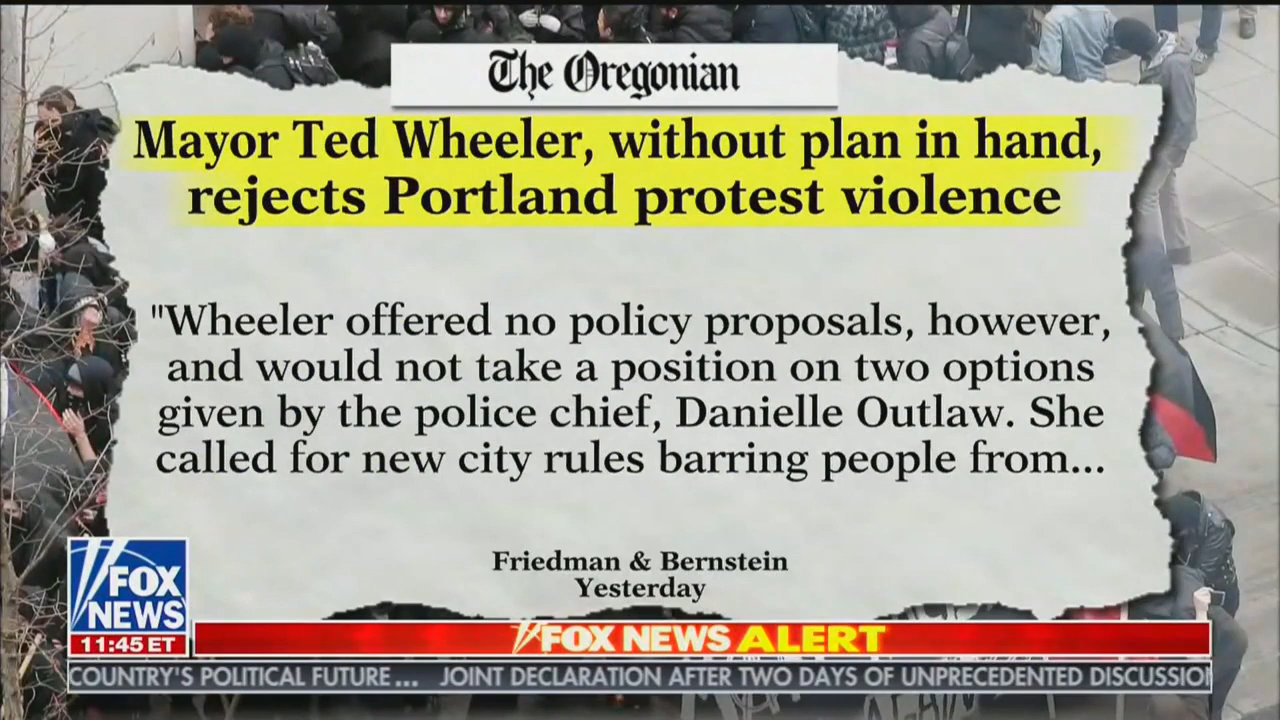 The Oregonian
Mayor Ted Wheeler, without plan in hand,
rejects Portland protest violence
"Wheeler offered no policy proposals, however,
and would not take a position on two options
given by the police chief, Danielle Outlaw. She
called for new city rules barring people from...
Friedman & Bernstein
Yesterday
FOX
NEWS
11:45 ET
FOX NEWS ALERT
COUNTRY'S POLITICAL FUTURE... JOINT DECLARATION AFTER TWO DAYS OF UNPRECEDENTED DISCUSSION